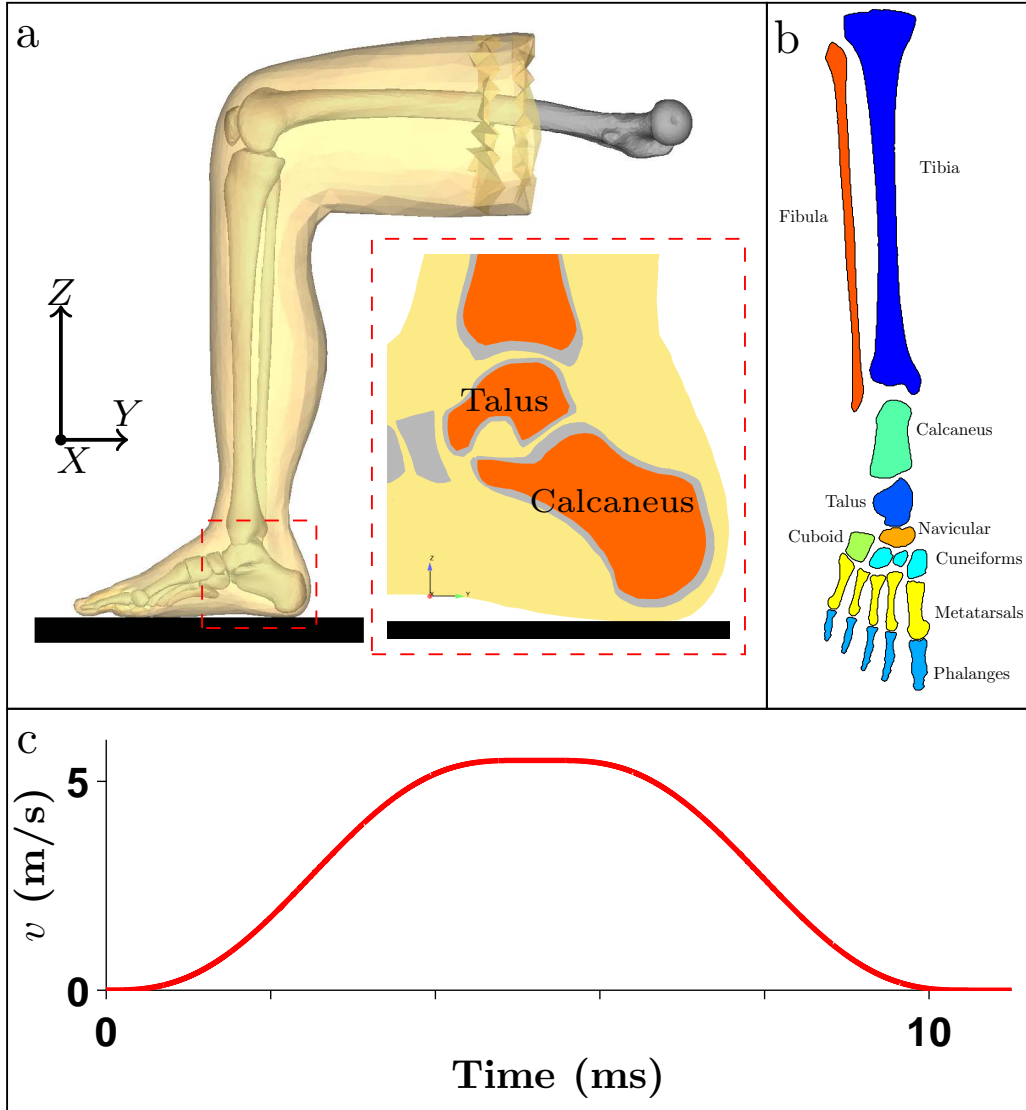 a
Z
Y
X
Talus
Calcaneus
Z
X
Y
b
Tibia
Fibula
Calcaneus
Talus
Navicular
Cuboid
Cuneiforms
Metatarsals
Phalanges
c
5
0
v (m/s)
0
10
Time (ms)